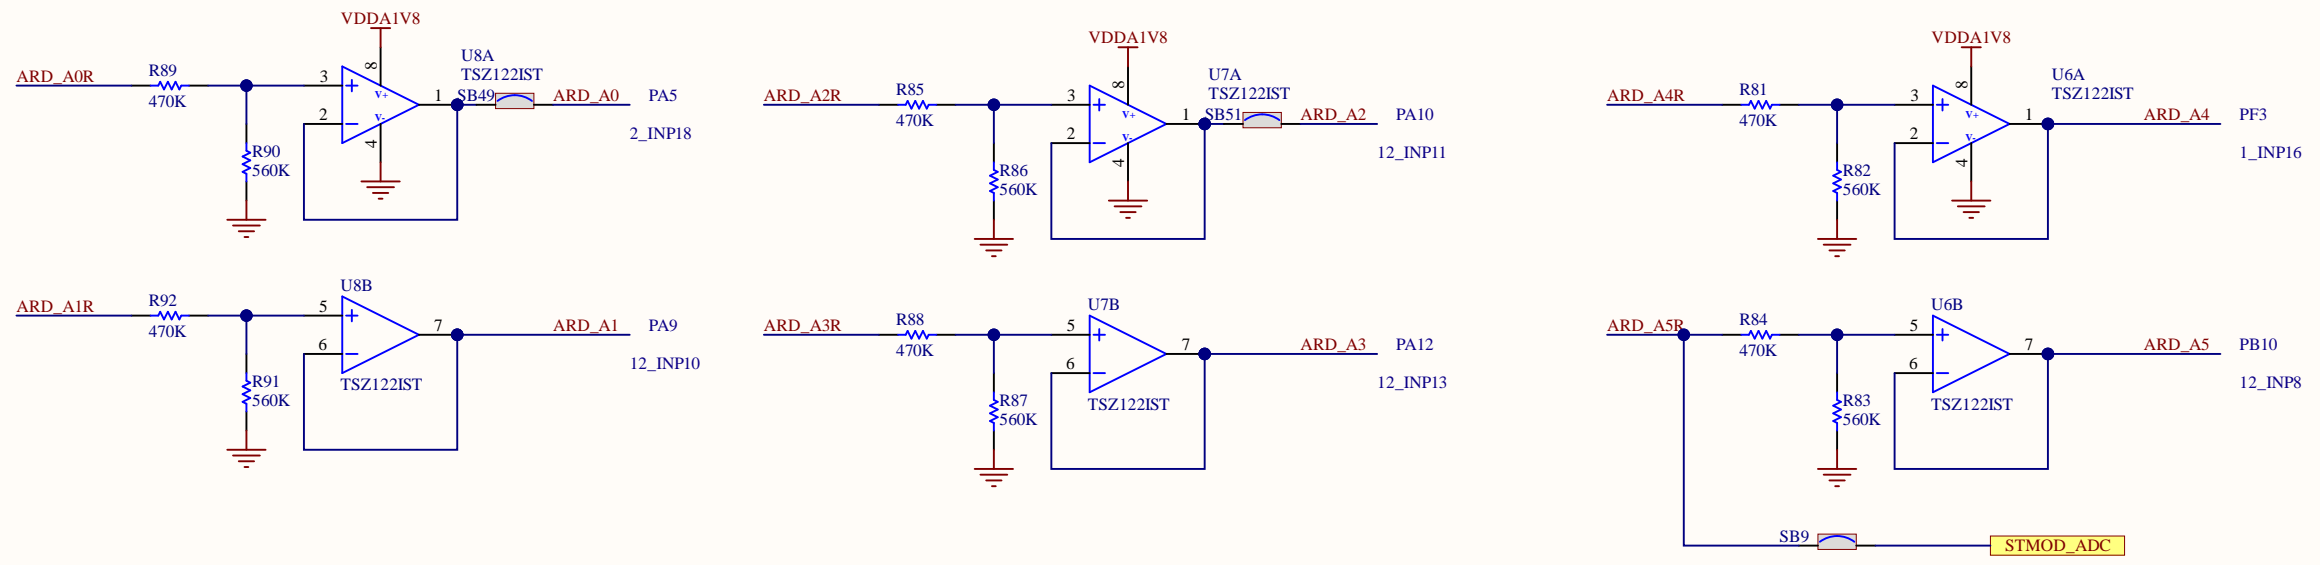 VDDA1V8
U8A
TSZ122IST
ARD_A0R
R89
470K
3
2
+
−
8
V+
V-
4
1
SB49
ARD_A0
PA5
2_INP18
R90
560K
VDDA1V8
U7A
TSZ122IST
ARD_A2R
R85
470K
3
2
+
−
8
V+
V-
4
1
SB51
ARD_A2
PA10
12_INP11
R86
560K
VDDA1V8
U6A
TSZ122IST
ARD_A4R
R81
470K
3
2
+
−
8
V+
V-
4
1
ARD_A4
PF3
1_INP16
R82
560K
U8B
ARD_A1R
R92
470K
5
6
+
−
7
ARD_A1
PA9
12_INP10
TSZ122IST
R91
560K
U7B
ARD_A3R
R88
470K
5
6
+
−
7
ARD_A3
PA12
12_INP13
TSZ122IST
R87
560K
U6B
ARD_A5R
R84
470K
5
6
+
−
7
ARD_A5
PB10
12_INP8
TSZ122IST
R83
560K
SB9
STMOD_ADC